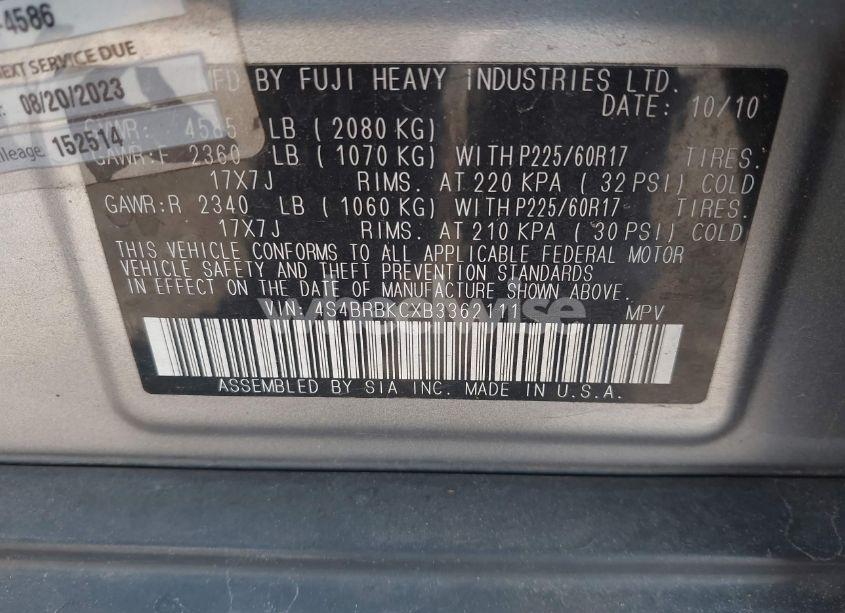 -4586
NEXT SERVICE DUE
08/20/2023
ileage 152514
MFD BY FUJI HEAVY INDUSTRIES LTD.
DATE: 10/10
GVWR: 4585 LB ( 2080 KG)
GAWR:F 2360 LB ( 1070 KG) WITH P225/60R17 TIRES.
17X7J RIMS. AT 220 KPA ( 32 PSI) COLD
GAWR:R 2340 LB ( 1060 KG) WITH P225/60R17 TIRES.
17X7J RIMS. AT 210 KPA ( 30 PSI) COLD
THIS VEHICLE CONFORMS TO ALL APPLICABLE FEDERAL MOTOR
VEHICLE SAFETY AND THEFT PREVENTION STANDARDS
IN EFFECT ON THE DATE OF MANUFACTURE SHOWN ABOVE.
VIN: 4S4BRBKCXB3362111 MPV
ASSEMBLED BY SIA INC. MADE IN U.S.A.